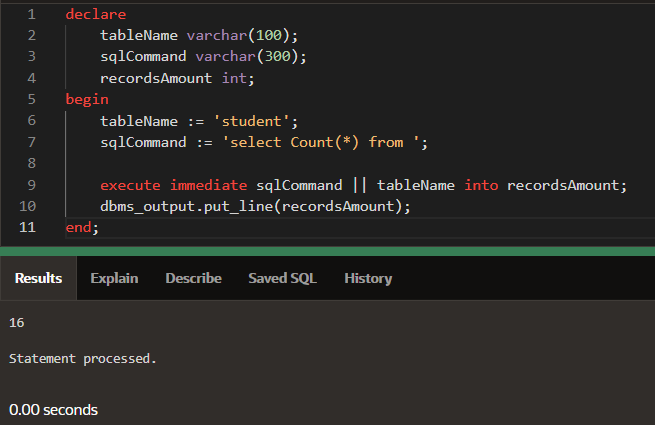 1 declare
2 tableName varchar(100);
3 sqlCommand varchar(300);
4 recordsAmount int;
5 begin
6 tableName := 'student';
7 sqlCommand := 'select Count(*) from ';
8
9 execute immediate sqlCommand || tableName into recordsAmount;
10 dbms_output.put_line(recordsAmount);
11 end;
Results Explain Describe Saved SQL History
16
Statement processed.
0.00 seconds